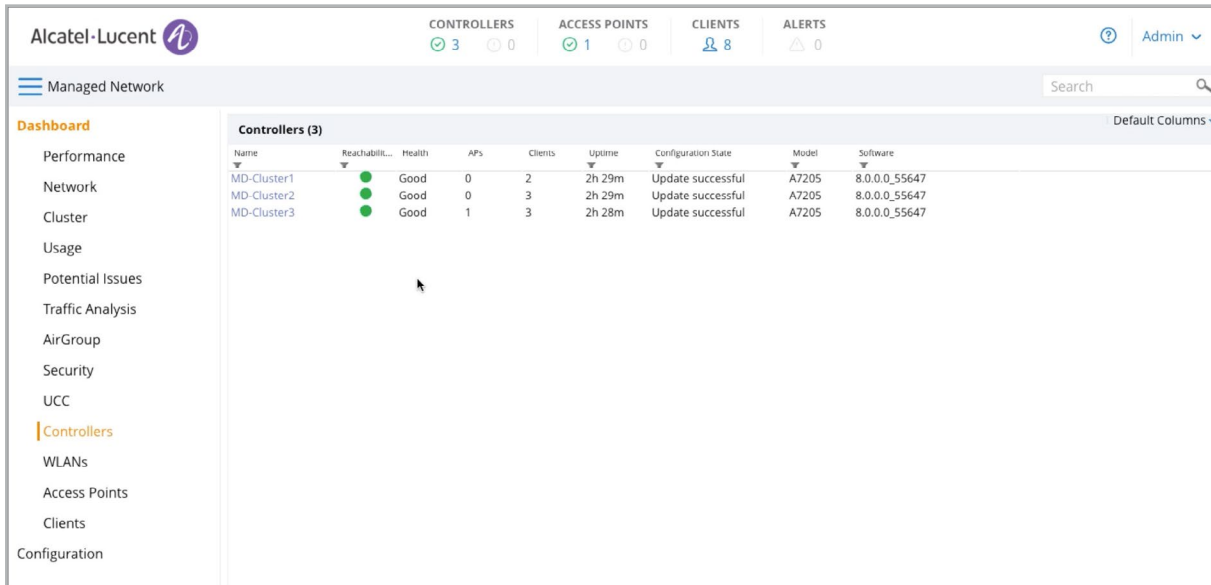 Alcatel·Lucent
CONTROLLERS ACCESS POINTS CLIENTS ALERTS
3 0 1 0 8 0
? Admin
Managed Network
Search
Dashboard
Performance
Network
Cluster
Usage
Potential Issues
Traffic Analysis
AirGroup
Security
UCC
Controllers
WLANs
Access Points
Clients
Configuration
Controllers (3)
Default Columns
Name Reachabilit... Health APs Clients Uptime Configuration State Model Software
MD-Cluster1 Good 0 2 2h 29m Update successful A7205 8.0.0.0_55647
MD-Cluster2 Good 0 3 2h 29m Update successful A7205 8.0.0.0_55647
MD-Cluster3 Good 1 3 2h 28m Update successful A7205 8.0.0.0_55647